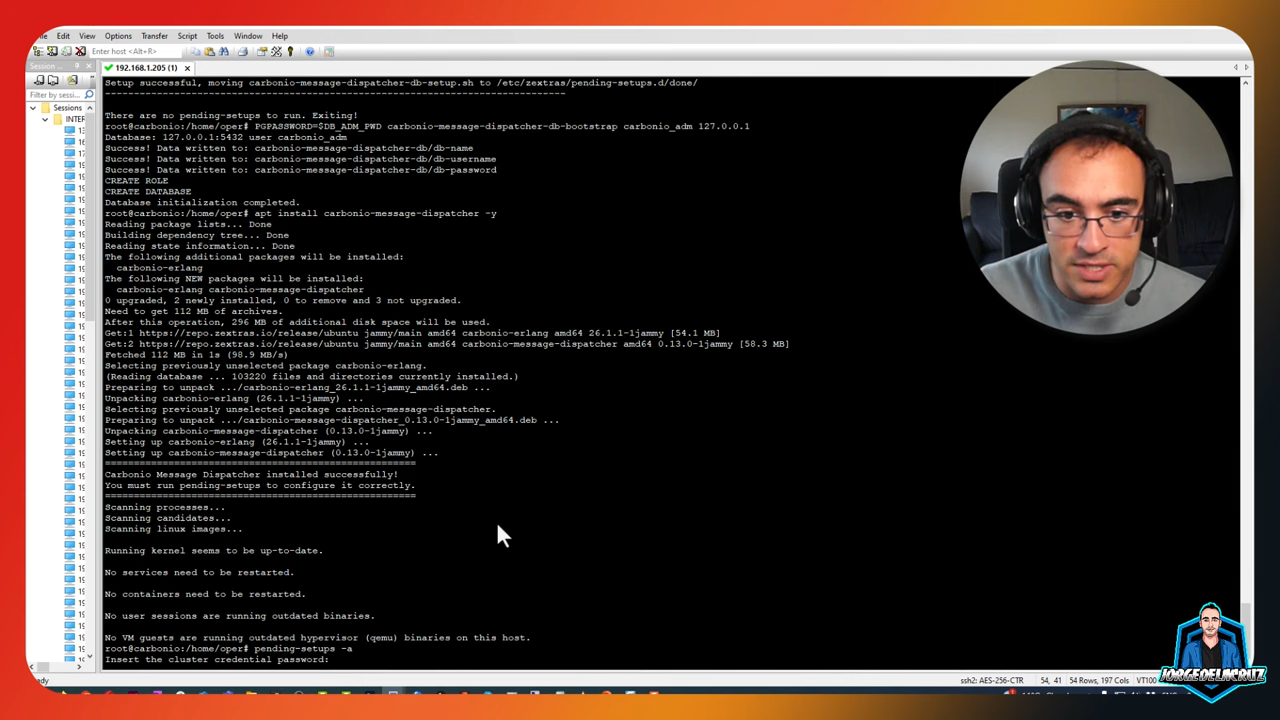 File Edit View Options Transfer Script Tools Window Help
Enter host <Alt+R>
Session ...
192.168.1.205 (1)
Filter by sessi...
Sessions
INTER
Setup successful, moving carbonio-message-dispatcher-db-setup.sh to /etc/zextras/pending-setups.d/done/
There are no pending-setups to run. Exiting!
root@carbonio:/home/oper# PGPASSWORD=$DB_ADM_PWD carbonio-message-dispatcher-db-bootstrap carbonio_adm 127.0.0.1
Database: 127.0.0.1:5432 user carbonio_adm
Success! Data written to: carbonio-message-dispatcher-db/db-name
Success! Data written to: carbonio-message-dispatcher-db/db-username
Success! Data written to: carbonio-message-dispatcher-db/db-password
CREATE ROLE
CREATE DATABASE
Database initialization completed.
root@carbonio:/home/oper# apt install carbonio-message-dispatcher -y
Reading package lists... Done
Building dependency tree... Done
Reading state information... Done
The following additional packages will be installed:
carbonio-erlang
The following NEW packages will be installed:
carbonio-erlang carbonio-message-dispatcher
0 upgraded, 2 newly installed, 0 to remove and 3 not upgraded.
Need to get 112 MB of archives.
After this operation, 296 MB of additional disk space will be used.
Get:1 https://repo.zextras.io/release/ubuntu jammy/main amd64 carbonio-erlang amd64 26.1.1-1jammy [54.1 MB]
Get:2 https://repo.zextras.io/release/ubuntu jammy/main amd64 carbonio-message-dispatcher amd64 0.13.0-1jammy [58.3 MB]
Fetched 112 MB in 1s (98.9 MB/s)
Selecting previously unselected package carbonio-erlang.
(Reading database ... 103220 files and directories currently installed.)
Preparing to unpack .../carbonio-erlang_26.1.1-1jammy_amd64.deb ...
Unpacking carbonio-erlang (26.1.1-1jammy) ...
Selecting previously unselected package carbonio-message-dispatcher.
Preparing to unpack .../carbonio-message-dispatcher_0.13.0-1jammy_amd64.deb ...
Unpacking carbonio-message-dispatcher (0.13.0-1jammy) ...
Setting up carbonio-erlang (26.1.1-1jammy) ...
Setting up carbonio-message-dispatcher (0.13.0-1jammy) ...
==================================================
Carbonio Message Dispatcher installed successfully!
You must run pending-setups to configure it correctly.
==================================================
Scanning processes...
Scanning candidates...
Scanning linux images...
Running kernel seems to be up-to-date.
No services need to be restarted.
No containers need to be restarted.
No user sessions are running outdated binaries.
No VM guests are running outdated hypervisor (qemu) binaries on this host.
root@carbonio:/home/oper# pending-setups -a
Insert the cluster credential password:
ssh2: AES-256-CTR 54, 41 54 Rows, 197 Cols VT100
JORGEDELACRUZ